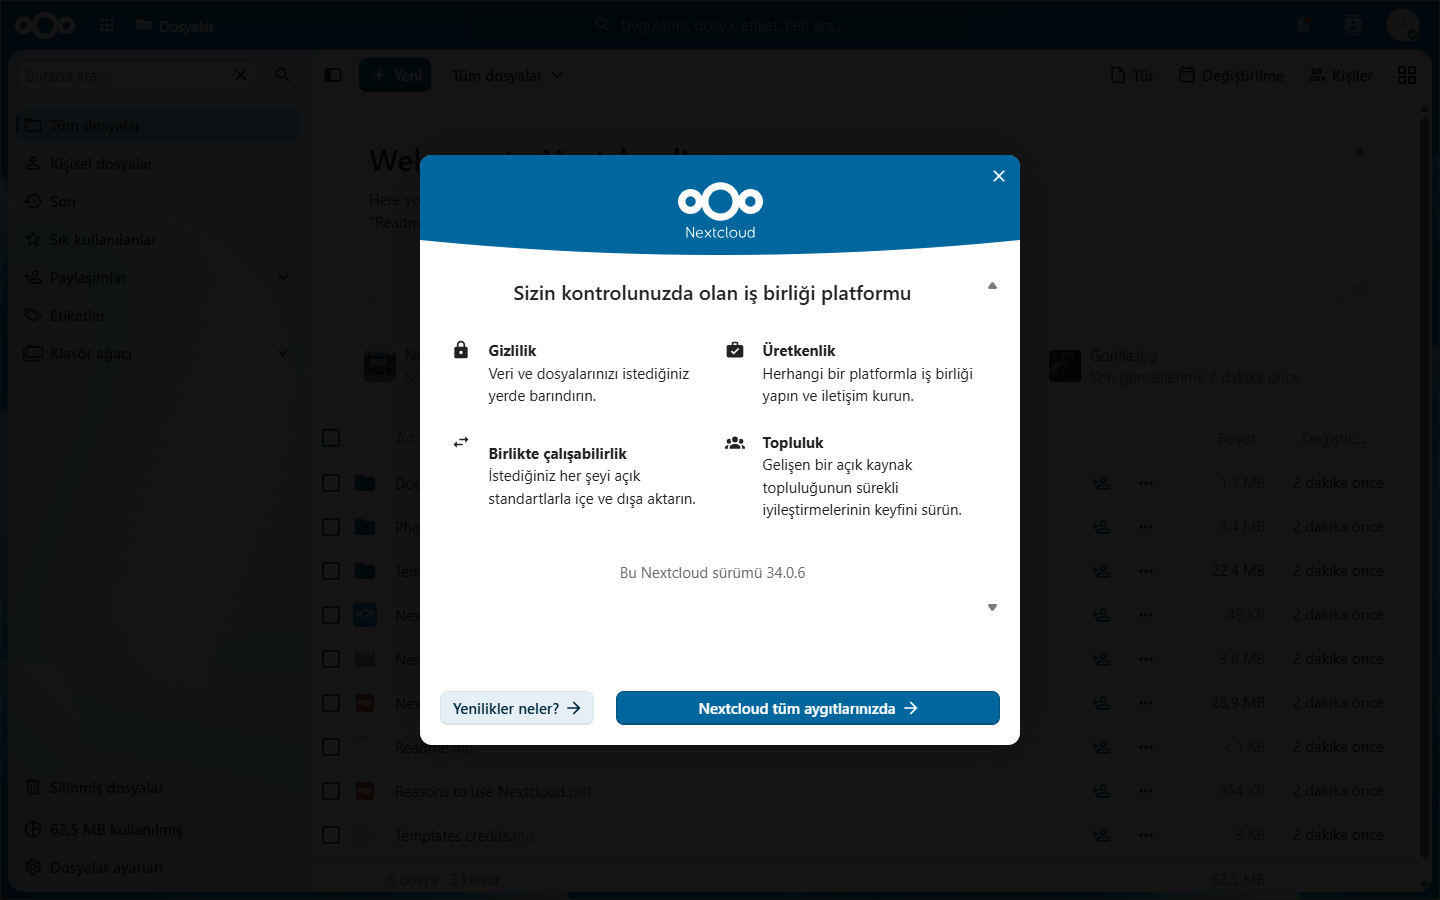 Dosyalar
Uygulama, dosya, etiket, ileti ara...
Burada ara...
Yeni
Tüm dosyalar
Tür
Değiştirilme
Kişiler
Tüm dosyalar
Kişisel dosyalar
Son
Sık kullanılanlar
Paylaşımlar
Etiketler
Klasör ağacı
Silinmiş dosyalar
62,5 MB kullanılmış
Dosyalar ayarları
Nextcloud
Sizin kontrolunuzda olan iş birliği platformu
Gizlilik
Veri ve dosyalarınızı istediğiniz
yerde barındırın.
Üretkenlik
Herhangi bir platformla iş birliği
yapın ve iletişim kurun.
Birlikte çalışabilirlik
İstediğiniz her şeyi açık
standartlarla içe ve dışa aktarın.
Topluluk
Gelişen bir açık kaynak
topluluğunun sürekli
iyileştirmelerinin keyfini sürün.
Bu Nextcloud sürümü 34.0.6
Yenilikler neler?
Nextcloud tüm aygıtlarınızda
Here
Gorilla.jpg
Son güncellenme 2 dakika önce
Ad
Boyut
Değiştir...
1,1 MB
2 dakika önce
5,4 MB
2 dakika önce
22,4 MB
2 dakika önce
49 KB
2 dakika önce
3,8 MB
2 dakika önce
28,9 MB
2 dakika önce
Readme.md
< 1 KB
2 dakika önce
Reasons to use Nextcloud.pdf
954 KB
2 dakika önce
Templates credits.md
3 KB
2 dakika önce
6 dosya - 3 klasör
62,5 MB